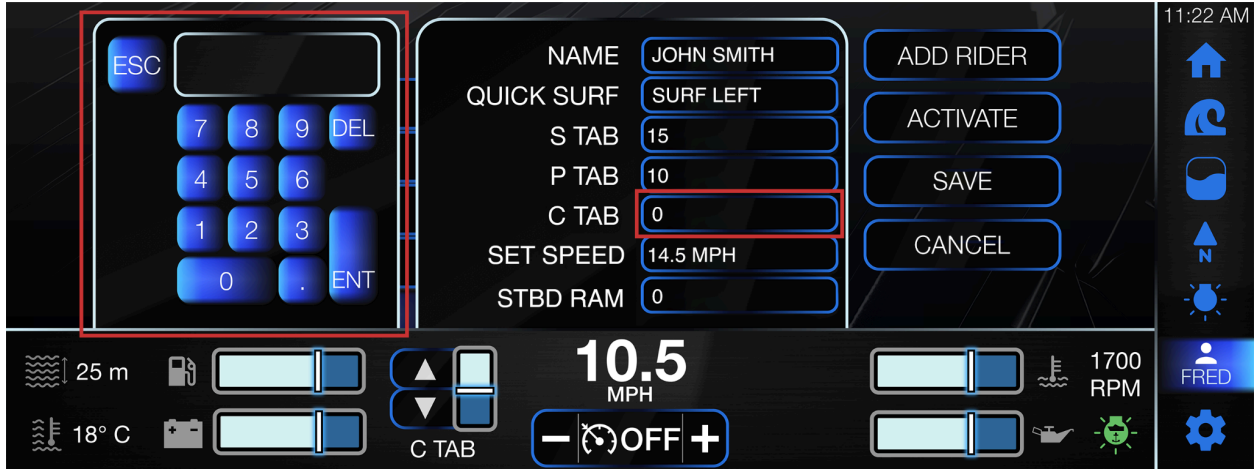 11:22 AM
ESC
7 8 9 DEL
4 5 6
1 2 3
0 . ENT
NAME JOHN SMITH
QUICK SURF SURF LEFT
S TAB 15
P TAB 10
C TAB 0
SET SPEED 14.5 MPH
STBD RAM 0
ADD RIDER
ACTIVATE
SAVE
CANCEL
N
FRED
25 m
18° C
C TAB
10.5
MPH
OFF
1700
RPM